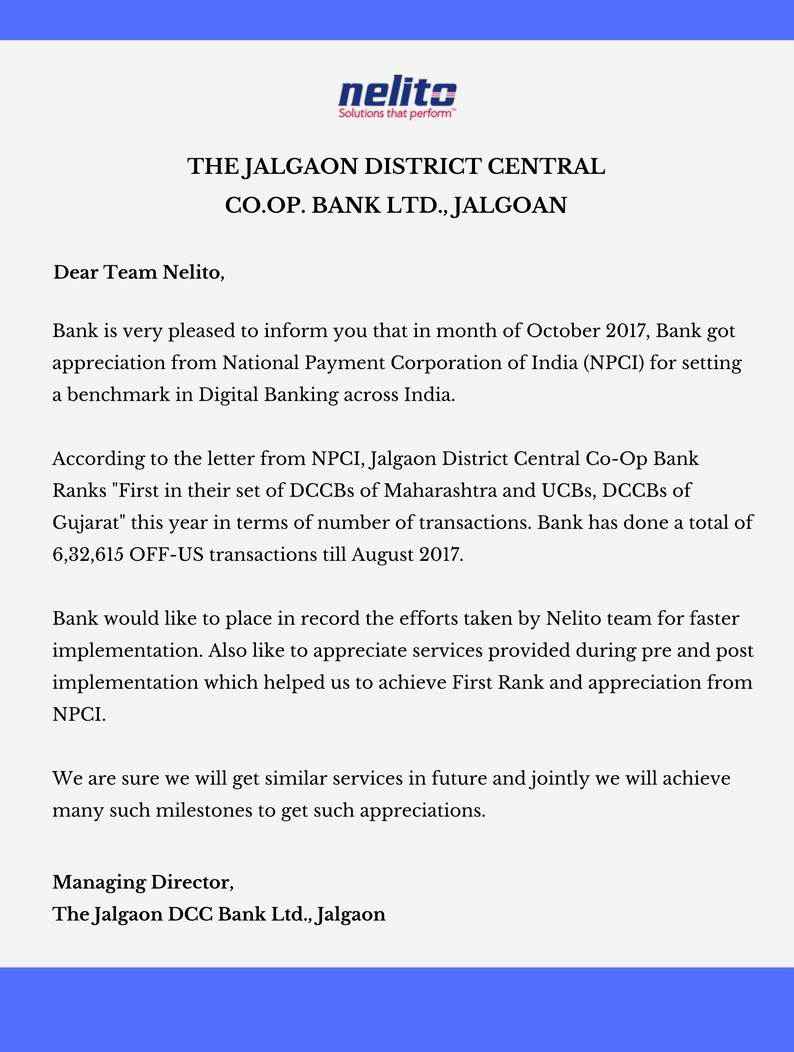 nelito
Solutions that perform™
THE JALGAON DISTRICT CENTRAL
CO.OP. BANK LTD., JALGOAN
Dear Team Nelito,
Bank is very pleased to inform you that in month of October 2017, Bank got
appreciation from National Payment Corporation of India (NPCI) for setting
a benchmark in Digital Banking across India.
According to the letter from NPCI, Jalgaon District Central Co-Op Bank
Ranks "First in their set of DCCBs of Maharashtra and UCBs, DCCBs of
Gujarat" this year in terms of number of transactions. Bank has done a total of
6,32,615 OFF-US transactions till August 2017.
Bank would like to place in record the efforts taken by Nelito team for faster
implementation. Also like to appreciate services provided during pre and post
implementation which helped us to achieve First Rank and appreciation from
NPCI.
We are sure we will get similar services in future and jointly we will achieve
many such milestones to get such appreciations.
Managing Director,
The Jalgaon DCC Bank Ltd., Jalgaon